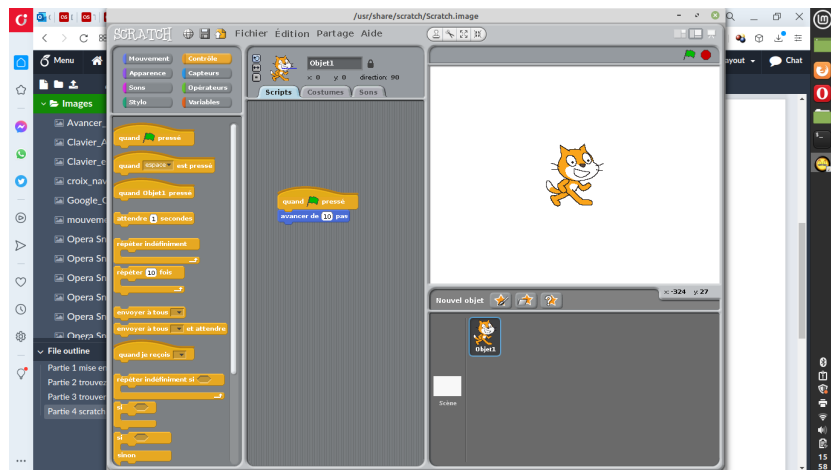 /usr/share/scratch/Scratch.image
SCRATCH
Fichier Édition Partage Aide
Menu
ayout
Chat
Images
Avancer_
Clavier_A
Clavier_e
croix_nav
Google_C
mouveme
Opera Sn
Opera Sn
Opera Sn
Opera Sn
Opera Sn
File outline
Partie 1 mise en
Partie 2 trouvez
Partie 3 trouver
Partie 4 scratch
Mouvement
Contrôle
Apparence
Capteurs
Sons
Opérateurs
Stylo
Variables
quand pressé
quand espace est pressé
quand Objet1 pressé
attendre 1 secondes
répéter indéfiniment
répéter 10 fois
envoyer à tous
envoyer à tous et attendre
quand je reçois
répéter indéfiniment si
si
si
sinon
Objet1
x: 0 y: 0 direction: 90
Scripts
Costumes
Sons
quand pressé
avancer de 10 pas
x: -324 y: 27
Nouvel objet
Objet1
Scène
15
58